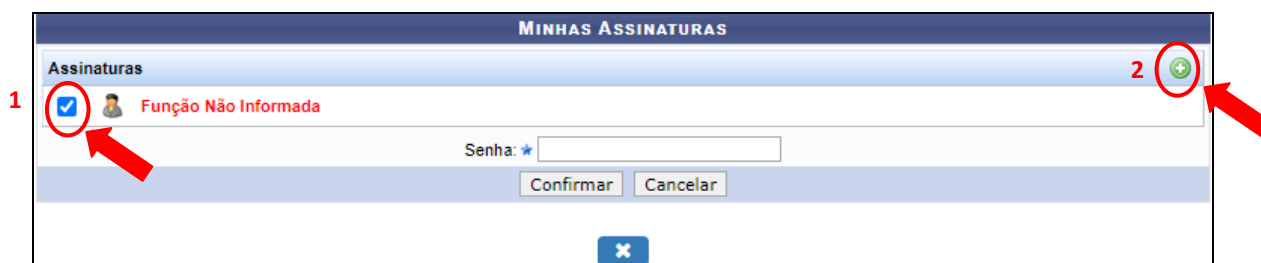 MINHAS ASSINATURAS
Assinaturas
2
1
Função Não Informada
Senha:
Confirmar Cancelar